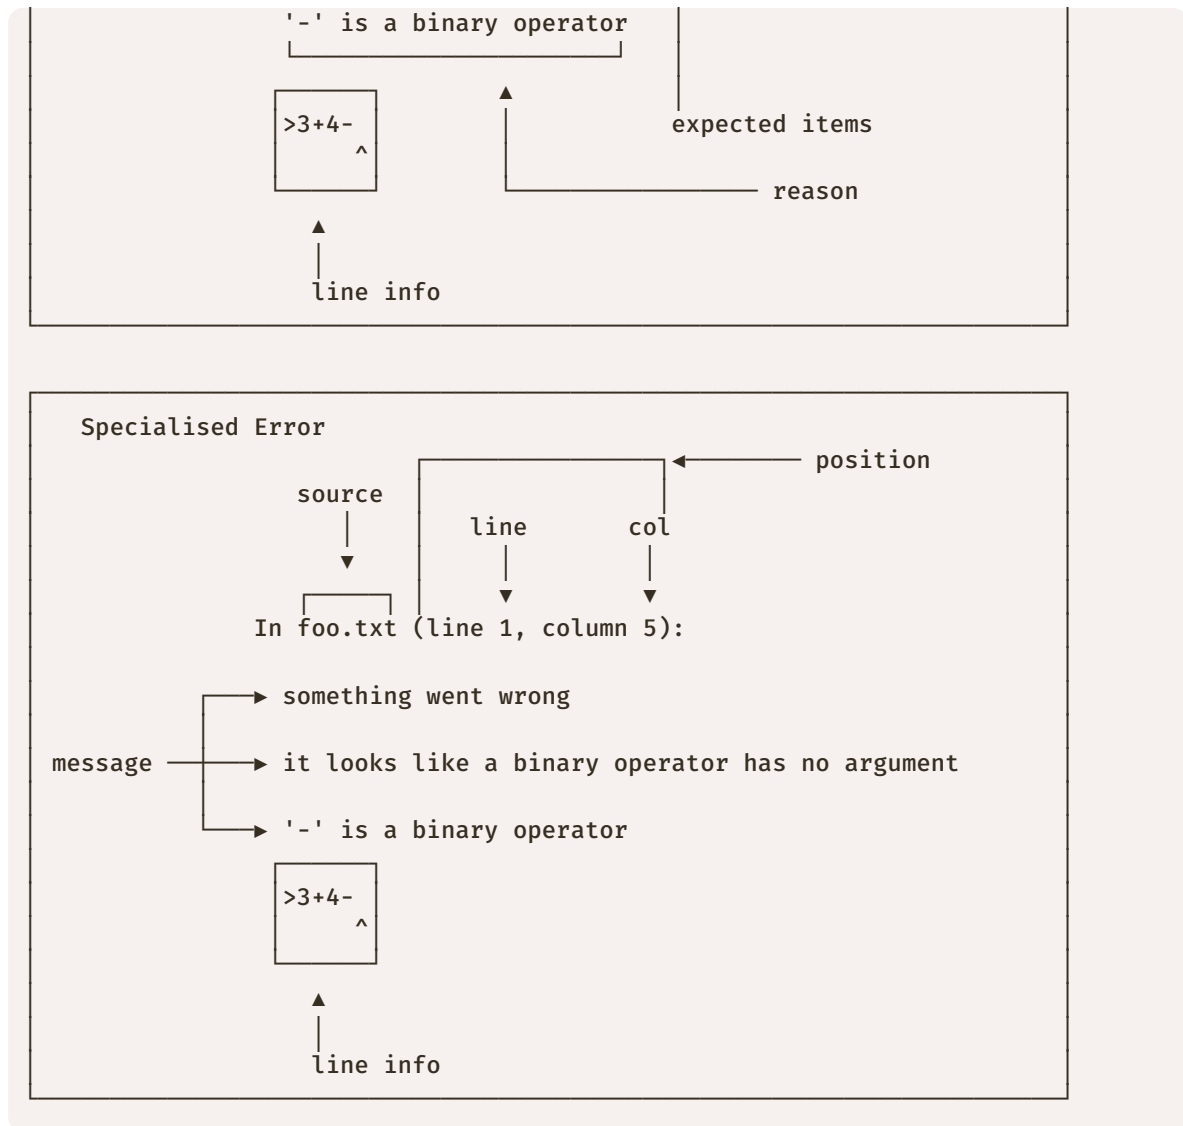 '-' is a binary operator
>3+4-
expected items
^
reason
line info
Specialised Error
position
source
line col
In foo.txt (line 1, column 5):
something went wrong
message it looks like a binary operator has no argument
'-' is a binary operator
>3+4-
^
line info